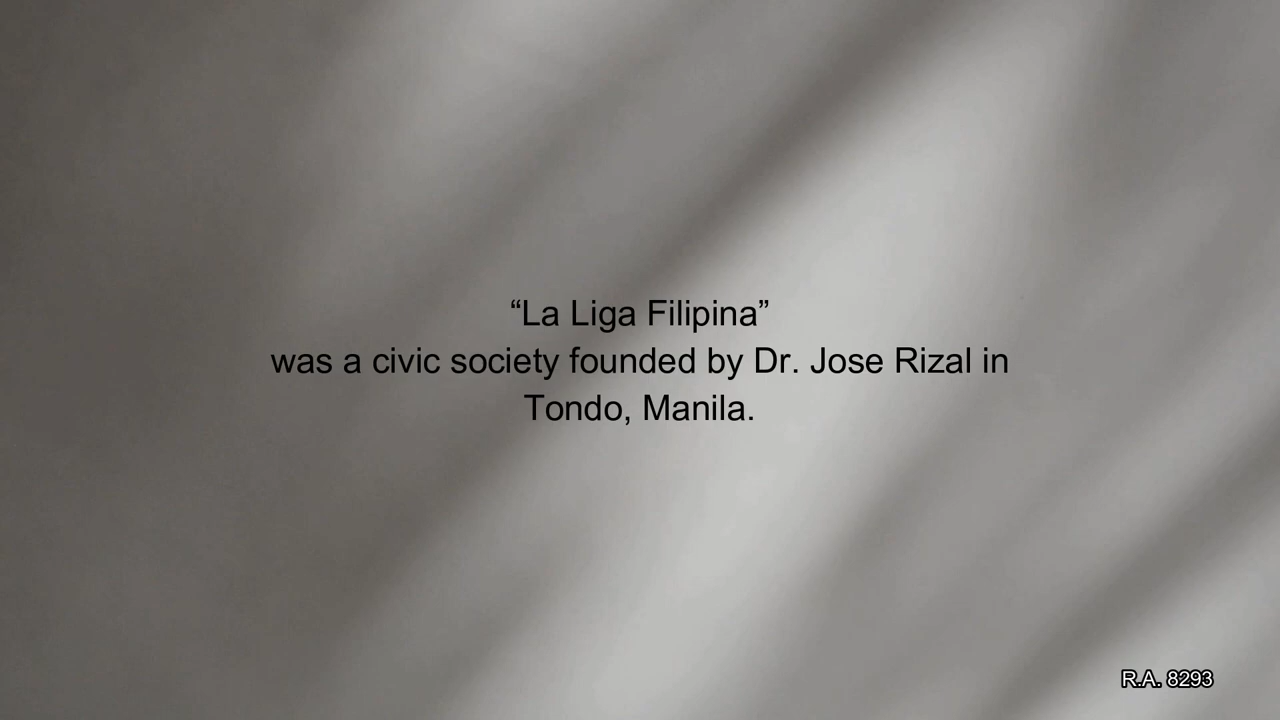 “La Liga Filipina”
was a civic society founded by Dr. Jose Rizal in
Tondo, Manila.
R.A. 8293